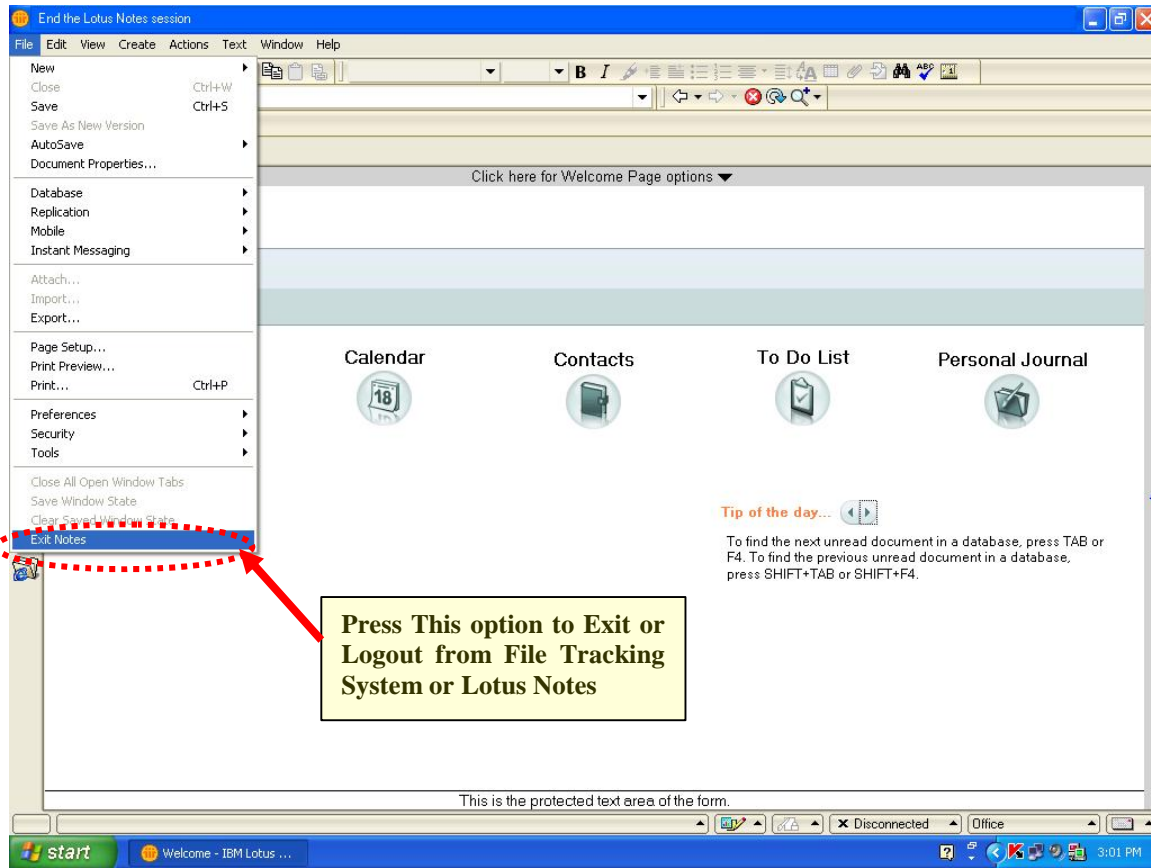 End the Lotus Notes session
File Edit View Create Actions Text Window Help
New
Close Ctrl+W
Save Ctrl+S
Save As New Version
AutoSave
Document Properties...
Database
Replication
Mobile
Instant Messaging
Attach...
Import...
Export...
Page Setup...
Print Preview...
Print... Ctrl+P
Preferences
Security
Tools
Close All Open Window Tabs
Save Window State
Clear Saved Window State
Exit Notes
Click here for Welcome Page options
Calendar
18
Contacts
To Do List
Personal Journal
Tip of the day...
To find the next unread document in a database, press TAB or
F4. To find the previous unread document in a database,
press SHIFT+TAB or SHIFT+F4.
Press This option to Exit or
Logout from File Tracking
System or Lotus Notes
This is the protected text area of the form.
Disconnected
Office
start
Welcome - IBM Lotus ...
3:01 PM